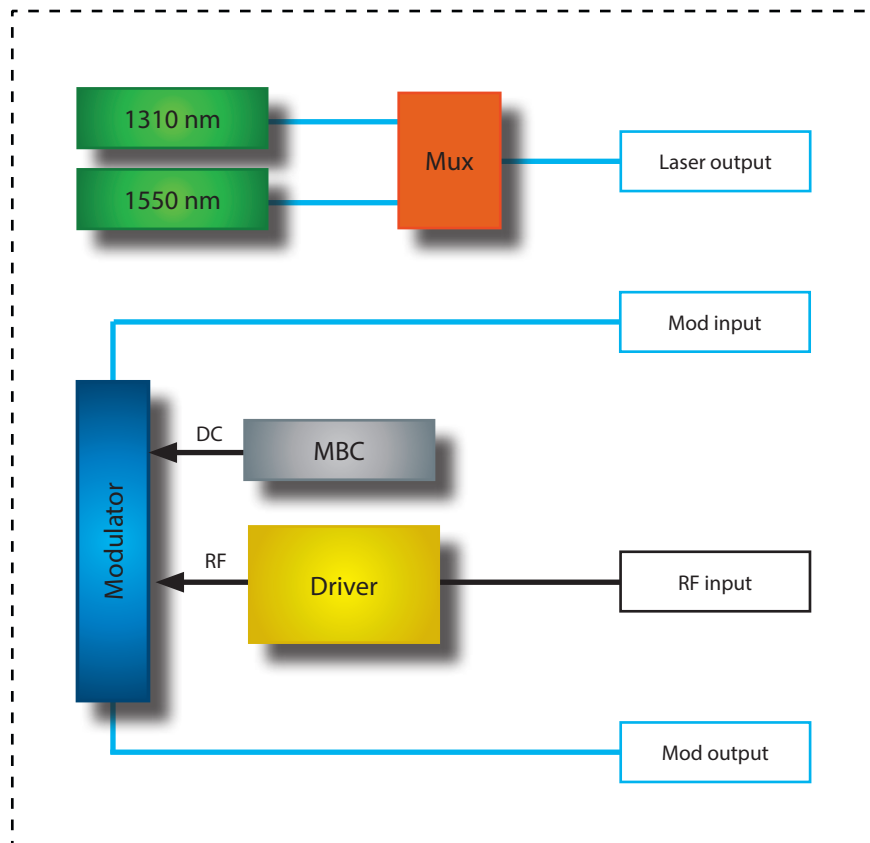 1310 nm
1550 nm
Mux
Laser output
Mod input
Modulator
DC
MBC
RF
Driver
RF input
Mod output